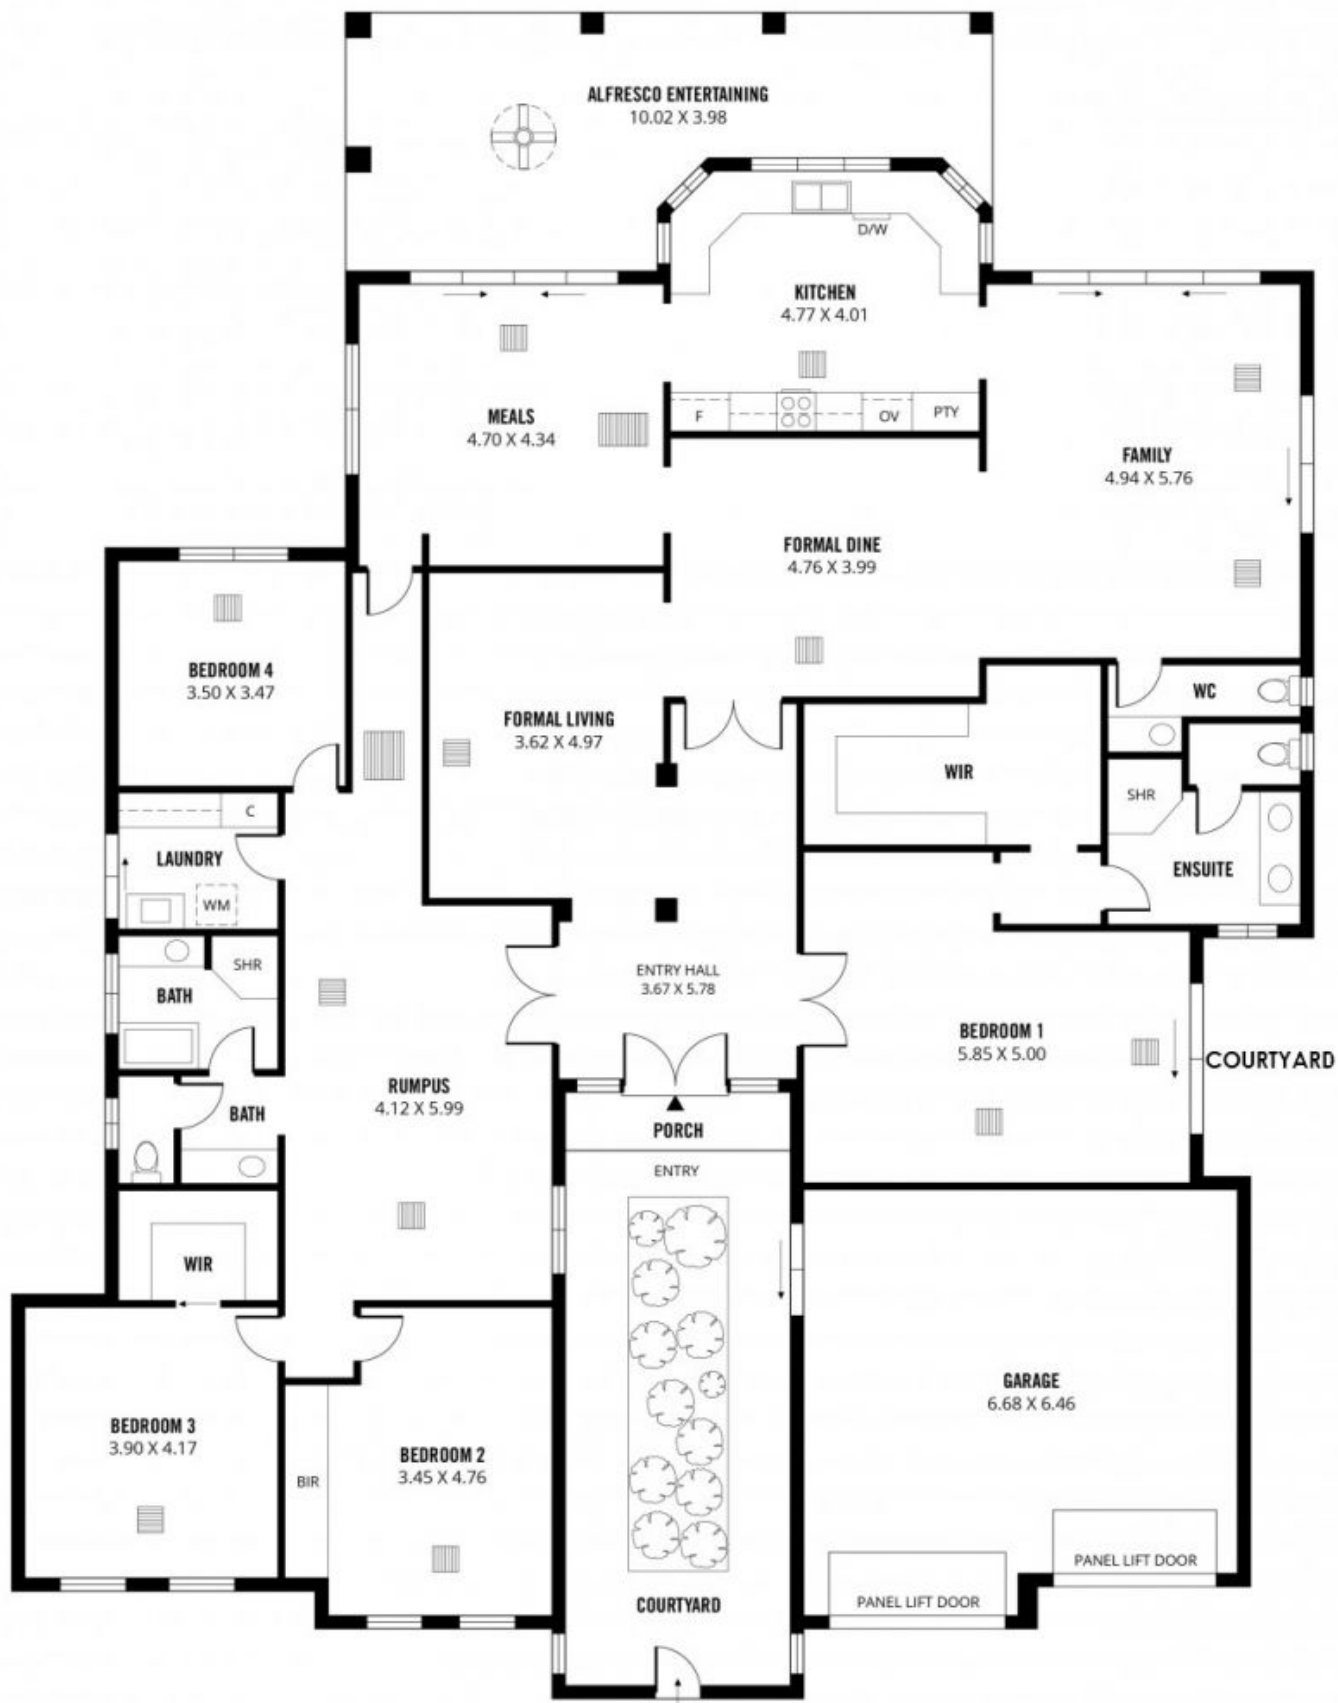 ALFRESCO ENTERTAINING
10.02 X 3.98
D/W
KITCHEN
4.77 X 4.01
F
OV
PTY
MEALS
4.70 X 4.34
FAMILY
4.94 X 5.76
FORMAL DINE
4.76 X 3.99
BEDROOM 4
3.50 X 3.47
FORMAL LIVING
3.62 X 4.97
WC
WIR
SHR
C
LAUNDRY
WM
ENSUITE
SHR
BATH
ENTRY HALL
3.67 X 5.78
BEDROOM 1
5.85 X 5.00
COURTYARD
RUMPUS
4.12 X 5.99
BATH
PORCH
ENTRY
WIR
GARAGE
6.68 X 6.46
BEDROOM 3
3.90 X 4.17
BIR
BEDROOM 2
3.45 X 4.76
PANEL LIFT DOOR
PANEL LIFT DOOR
COURTYARD